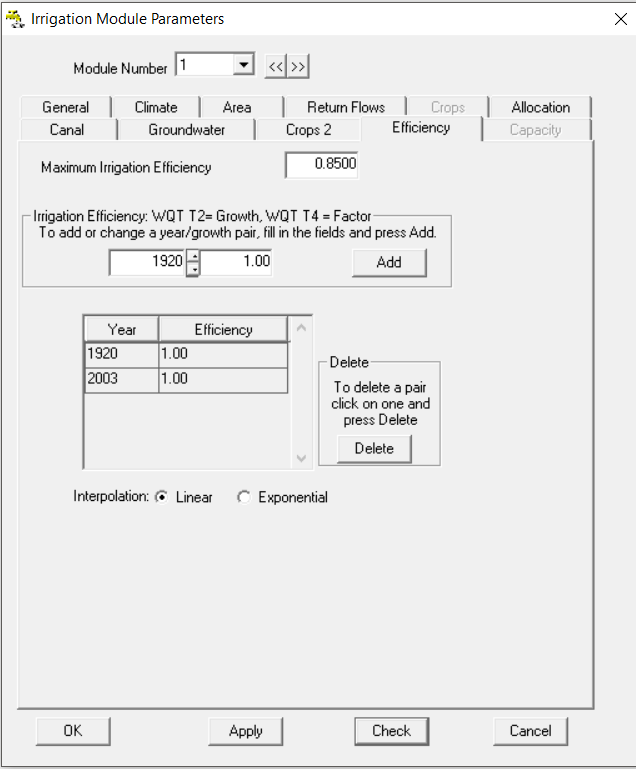 Irrigation Module Parameters
Module Number 1 << >>
General Climate Area Return Flows Crops Allocation
Canal Groundwater Crops 2 Efficiency Capacity
Maximum Irrigation Efficiency 0.8500
Irrigation Efficiency: WQT T2= Growth, WQT T4 = Factor
To add or change a year/growth pair, fill in the fields and press Add.
1920 1.00 Add
Year Efficiency
1920 1.00
2003 1.00
Delete
To delete a pair
click on one and
press Delete
Delete
Interpolation: Linear Exponential
OK Apply Check Cancel